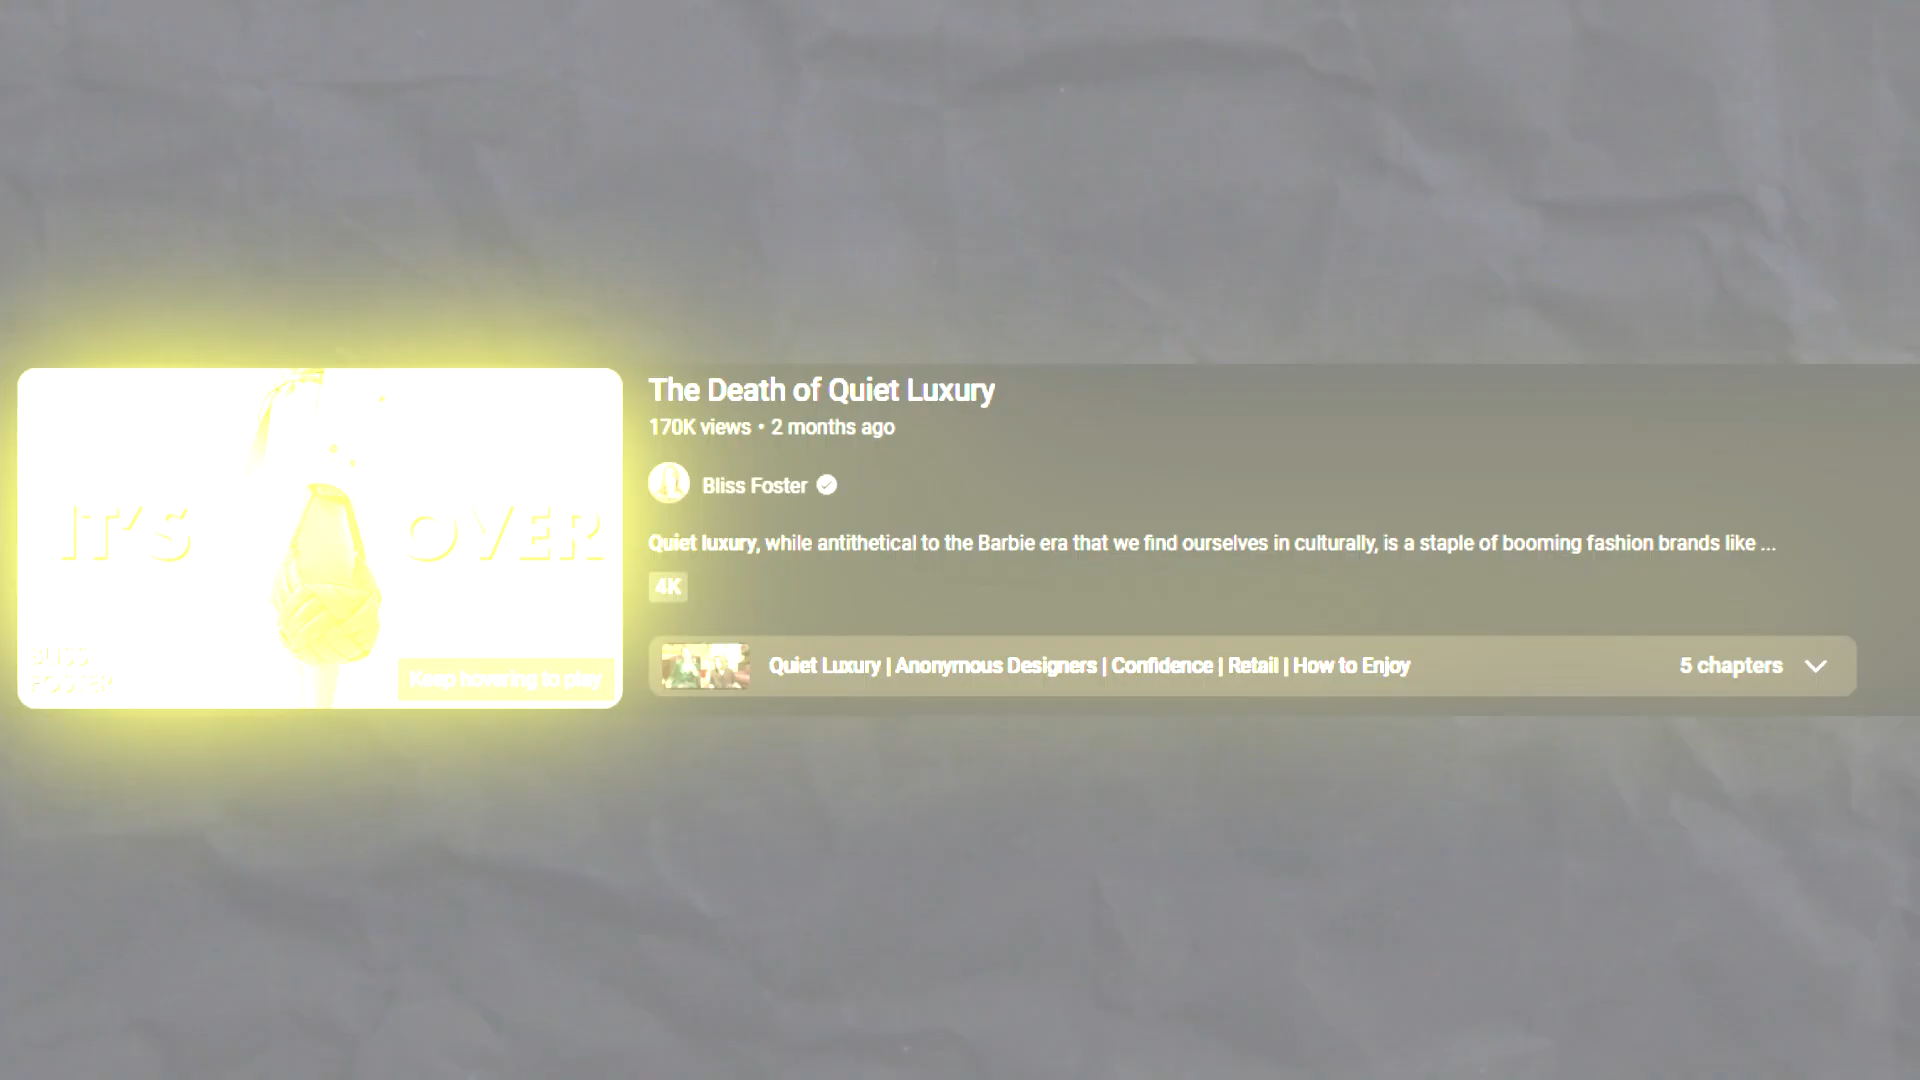 IT'S OVER
BLISS
FOSTER
Keep hovering to play
The Death of Quiet Luxury
170K views • 2 months ago
Bliss Foster
Quiet luxury, while antithetical to the Barbie era that we find ourselves in culturally, is a staple of booming fashion brands like ...
4K
Quiet Luxury | Anonymous Designers | Confidence | Retail | How to Enjoy
5 chapters